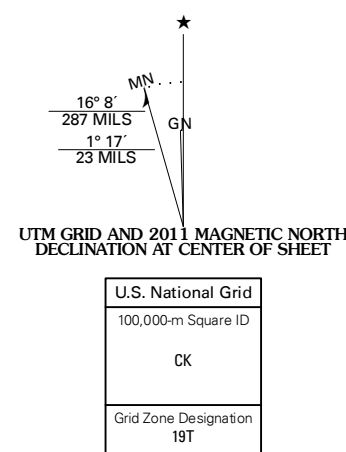 ★
MN
16° 8´
287 MILS
GN
1° 17´
23 MILS
UTM GRID AND 2011 MAGNETIC NORTH
DECLINATION AT CENTER OF SHEET
U.S. National Grid
100,000-m Square ID
CK
Grid Zone Designation
19T